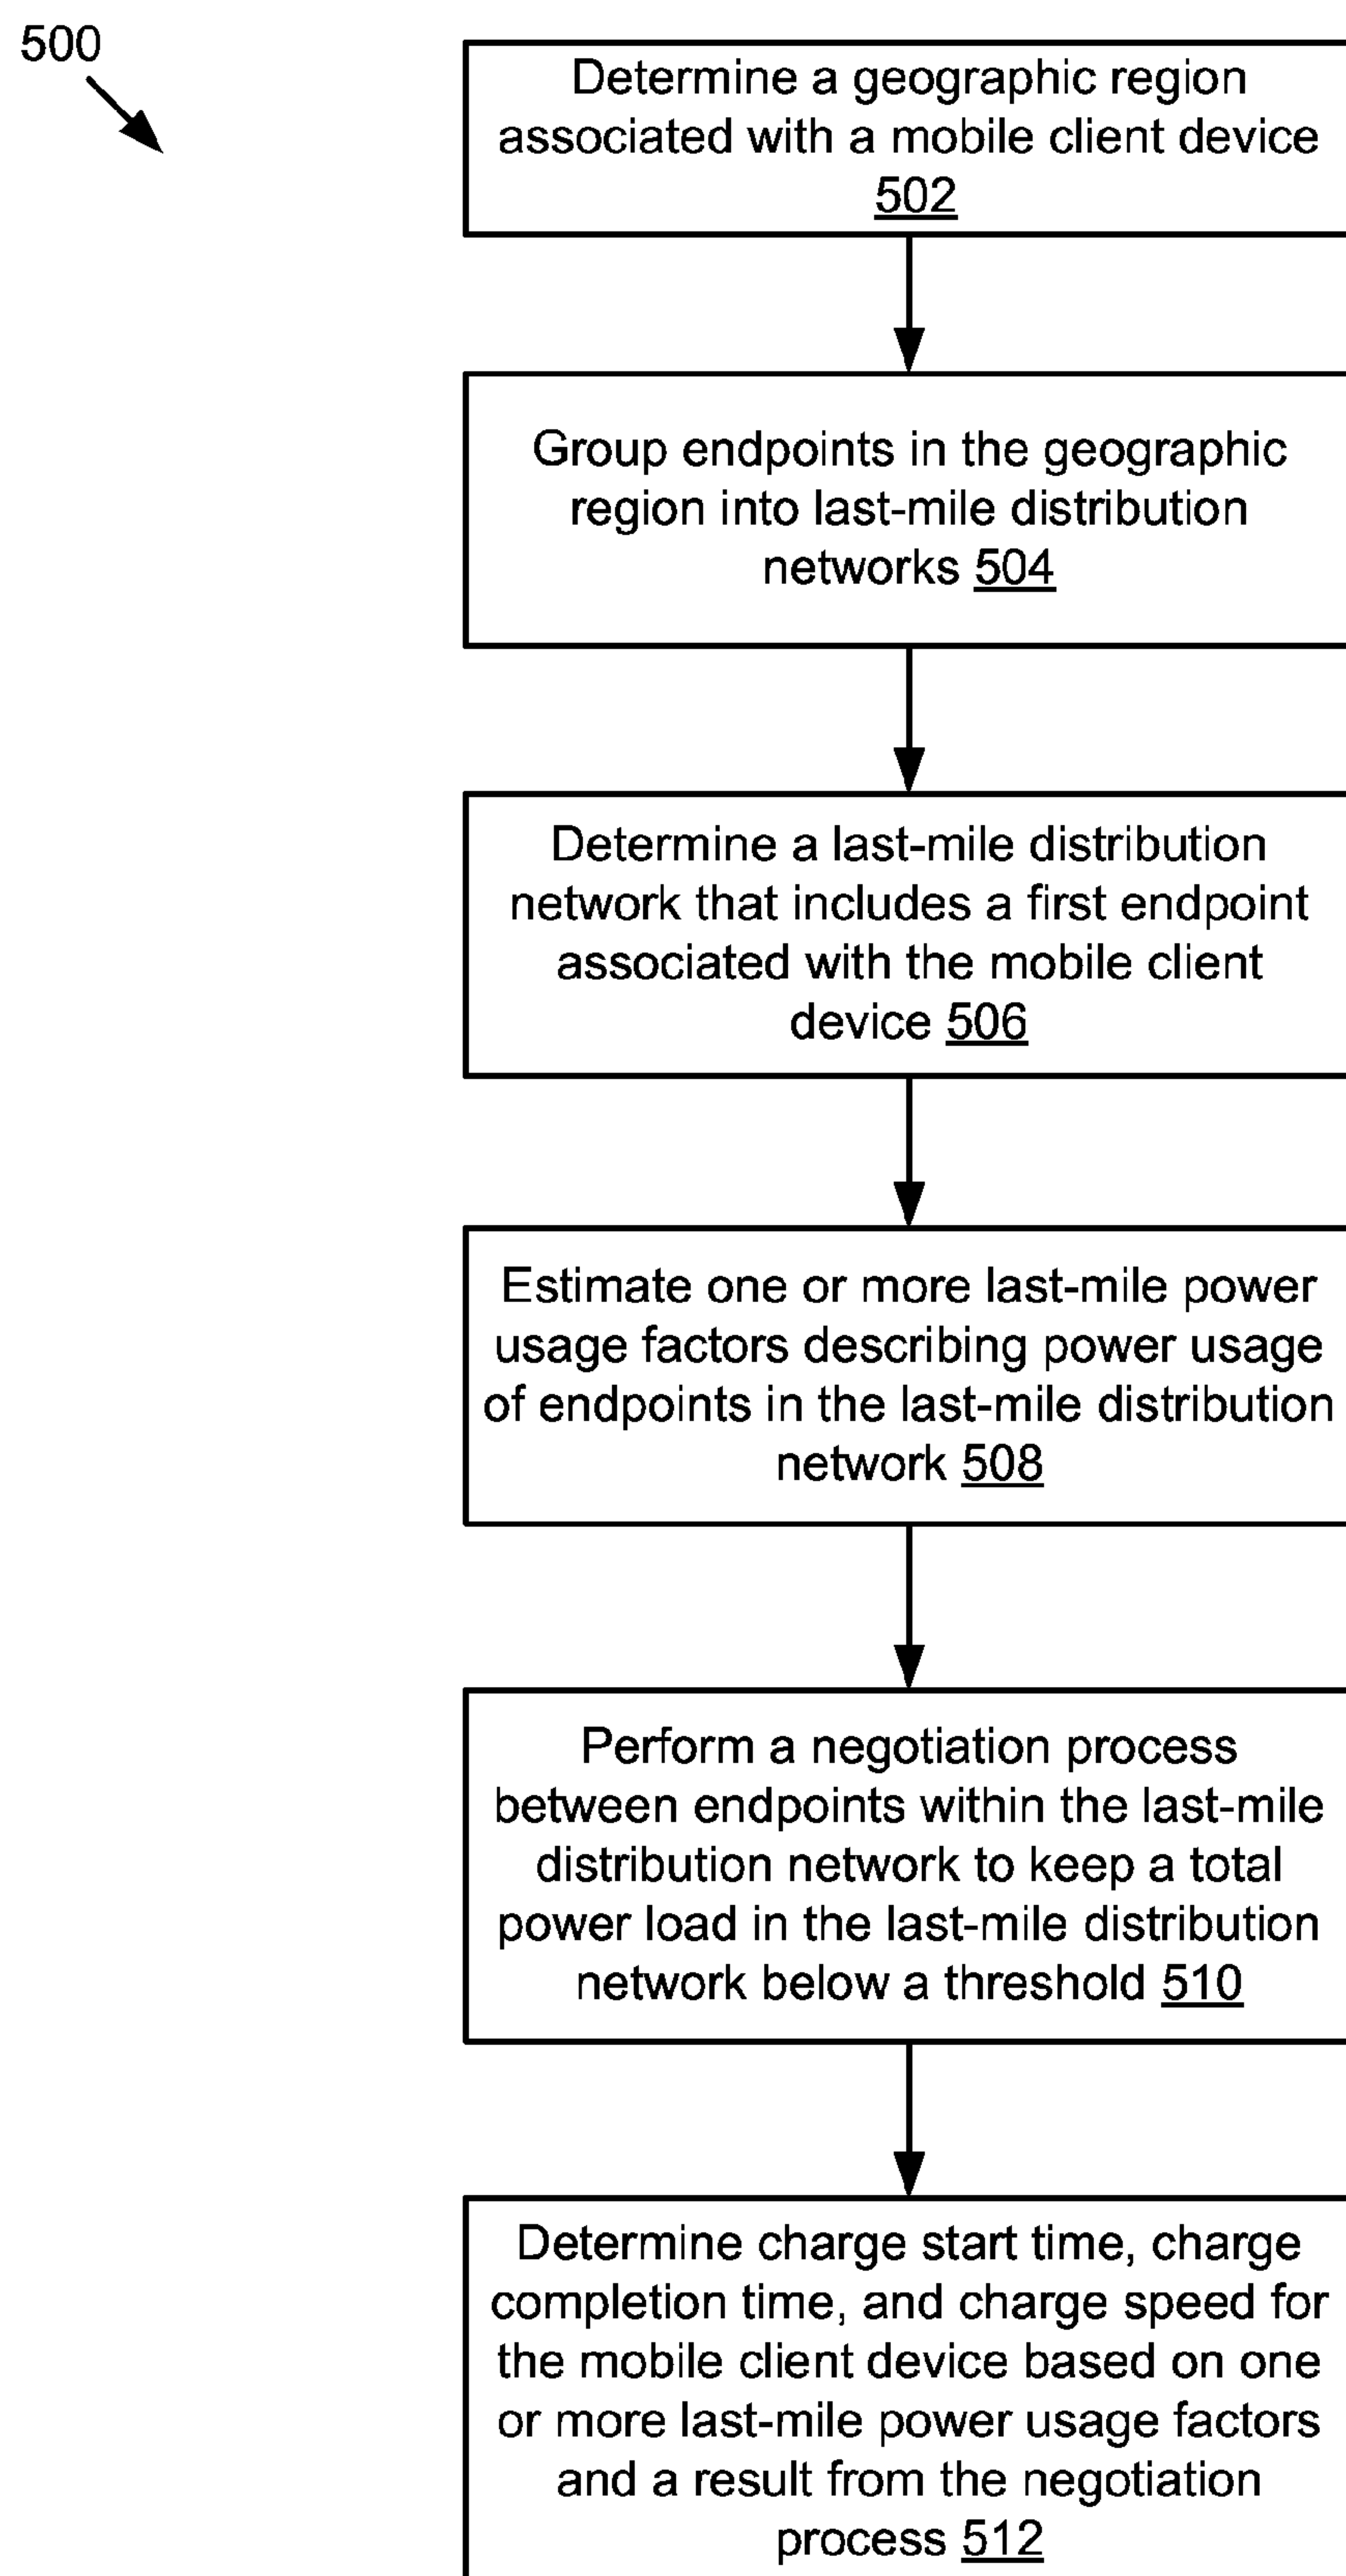 500
Determine a geographic region
associated with a mobile client device
502
Group endpoints in the geographic
region into last-mile distribution
networks 504
Determine a last-mile distribution
network that includes a first endpoint
associated with the mobile client
device 506
Estimate one or more last-mile power
usage factors describing power usage
of endpoints in the last-mile distribution
network 508
Perform a negotiation process
between endpoints within the last-mile
distribution network to keep a total
power load in the last-mile distribution
network below a threshold 510
Determine charge start time, charge
completion time, and charge speed for
the mobile client device based on one
or more last-mile power usage factors
and a result from the negotiation
process 512